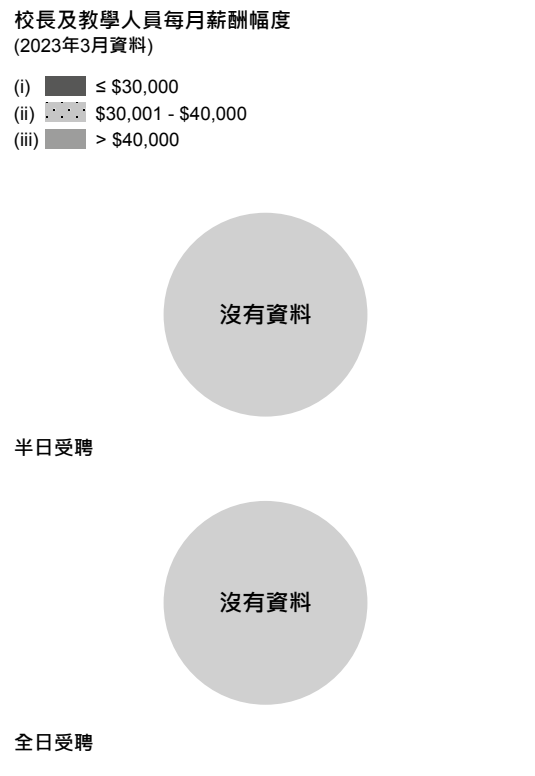 校長及教學人員每月薪酬幅度
(2023年3月資料)
(i) ≤ $30,000
(ii) $30,001 - $40,000
(iii) > $40,000
沒有資料
半日受聘
沒有資料
全日受聘